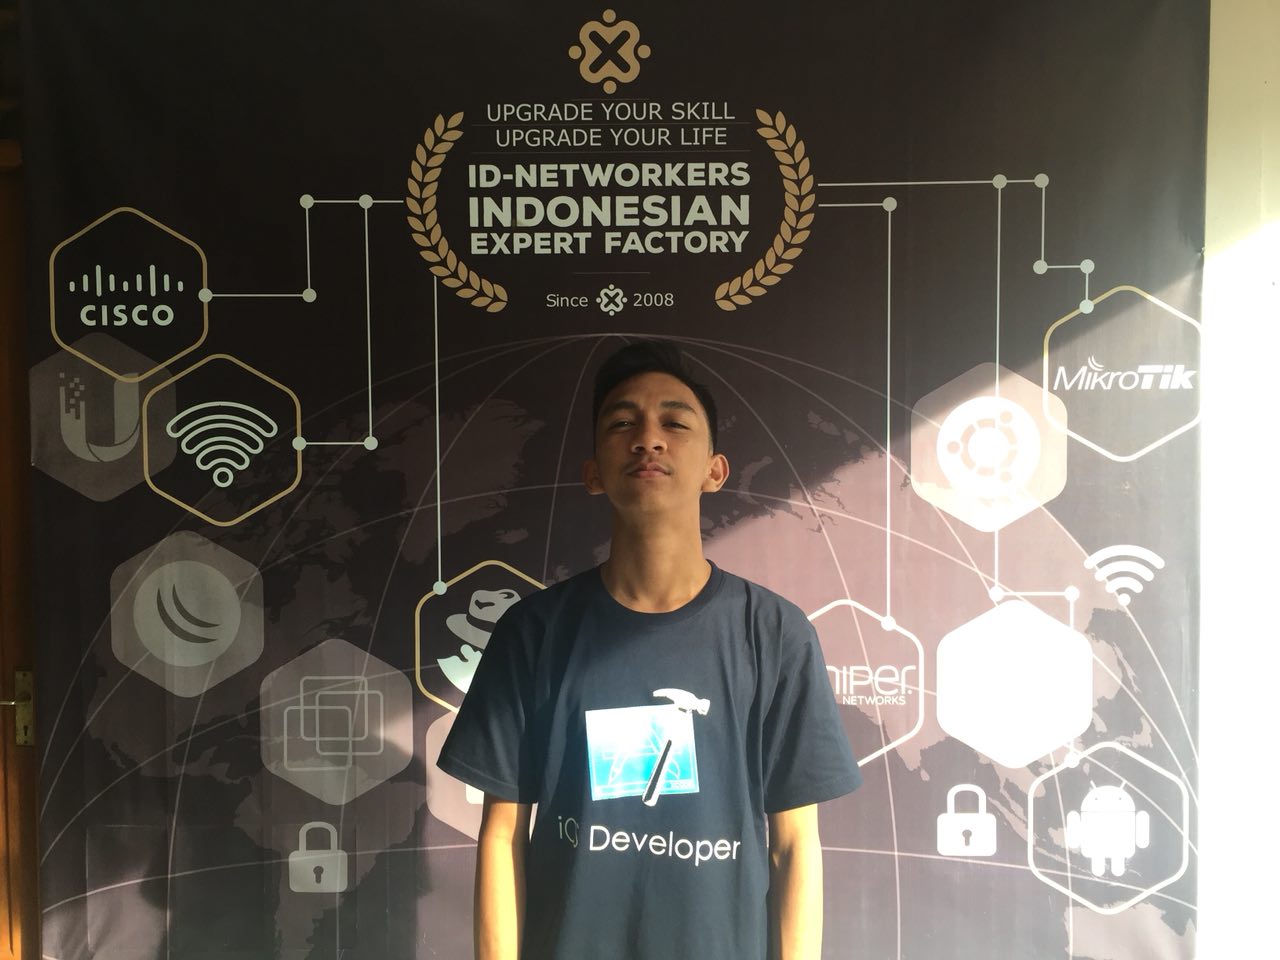 UPGRADE YOUR SKILL
UPGRADE YOUR LIFE
ID-NETWORKERS
INDONESIAN
EXPERT FACTORY
Since 2008
CISCO
MikroTik
NETWORKS
Developer